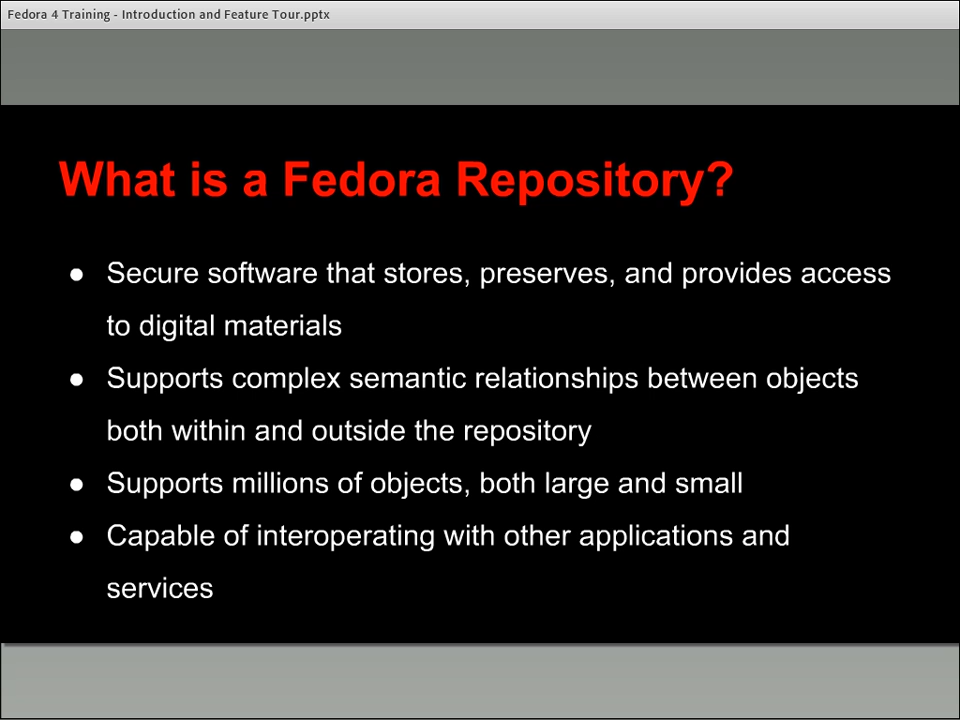 Fedora 4 Training - Introduction and Feature Tour.pptx
What is a Fedora Repository?
● Secure software that stores, preserves, and provides access
to digital materials
● Supports complex semantic relationships between objects
both within and outside the repository
● Supports millions of objects, both large and small
● Capable of interoperating with other applications and
services